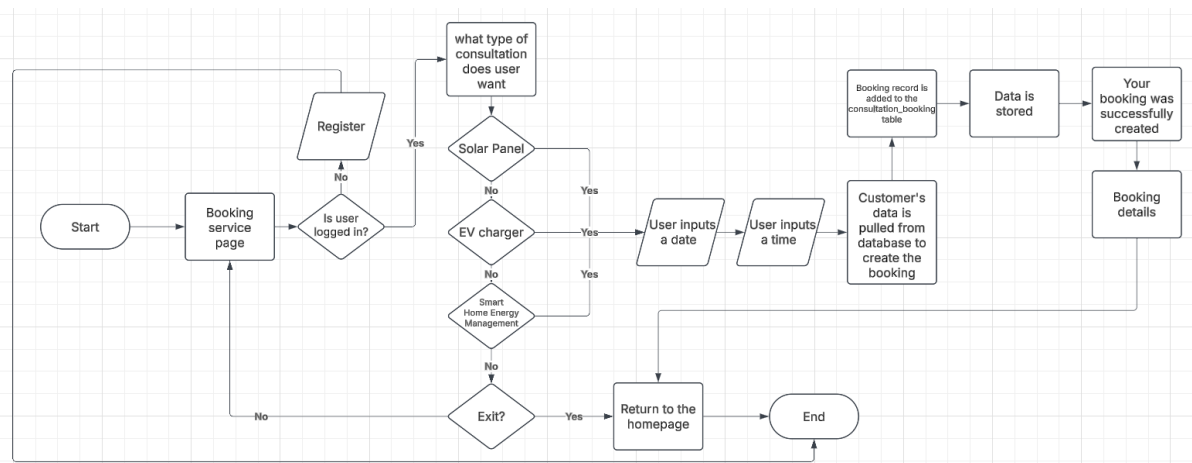 what type of
consultation
does user
want
Register
Yes
No
Start
Booking
service
page
Is user
logged in?
Solar Panel
No
Yes
EV charger
Yes
No
Yes
Smart
Home Energy
Management
No
Exit?
No
Yes
User inputs
a date
User inputs
a time
Customer's
data is
pulled from
database to
create the
booking
Booking record is
added to the
consultation_booking
table
Data is
stored
Your
booking was
successfully
created
Booking
details
Return to the
homepage
End